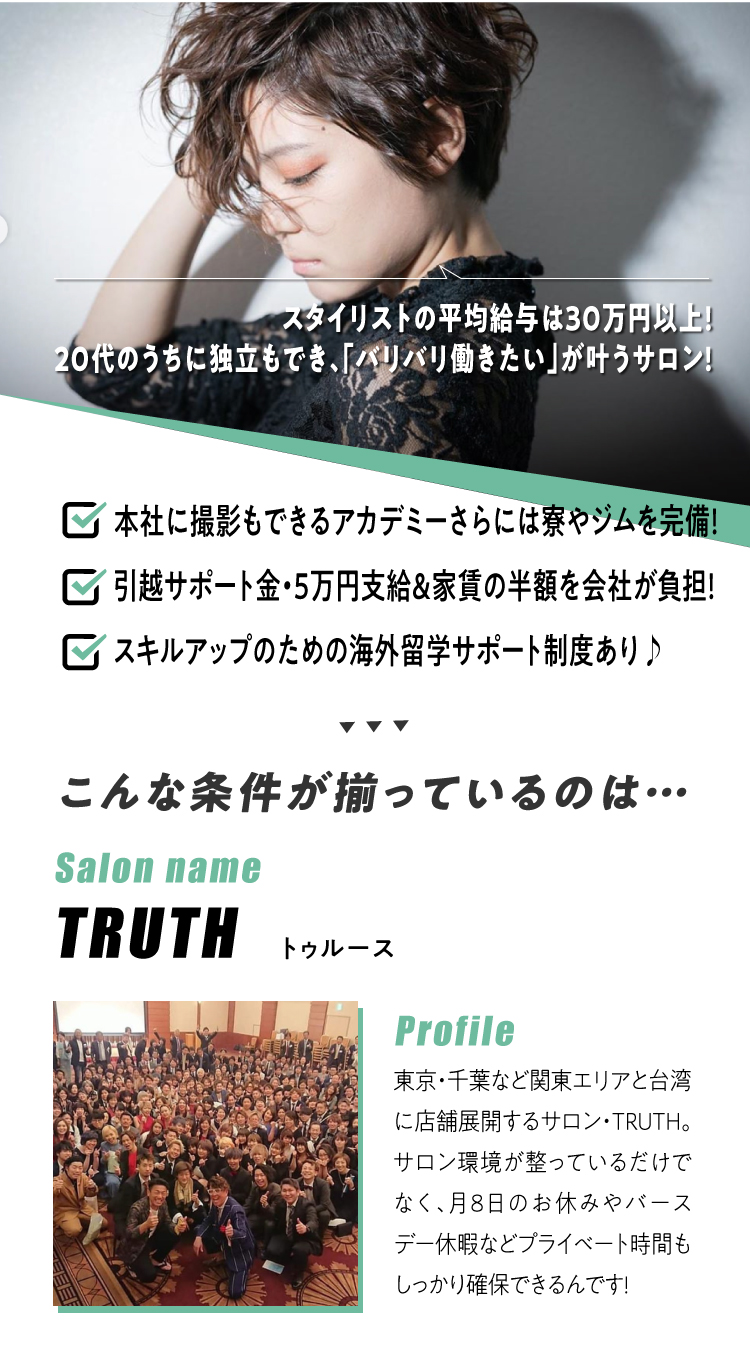 スタイリストの平均給与は30万円以上!
20代のうちに独立もでき、「バリバリ働きたい」が叶うサロン!
本社に撮影もできるアカデミーさらには寮やジムを完備!
引越サポート金・5万円支給&家賃の半額を会社が負担!
スキルアップのための海外留学サポート制度あり♪
こんな条件が揃っているのは…
Salon name
TRUTH トゥルース
Profile
東京・千葉など関東エリアと台湾
に店舗展開するサロン・TRUTH。
サロン環境が整っているだけで
なく、月8日のお休みやバース
デー休暇などプライベート時間も
しっかり確保できるんです!